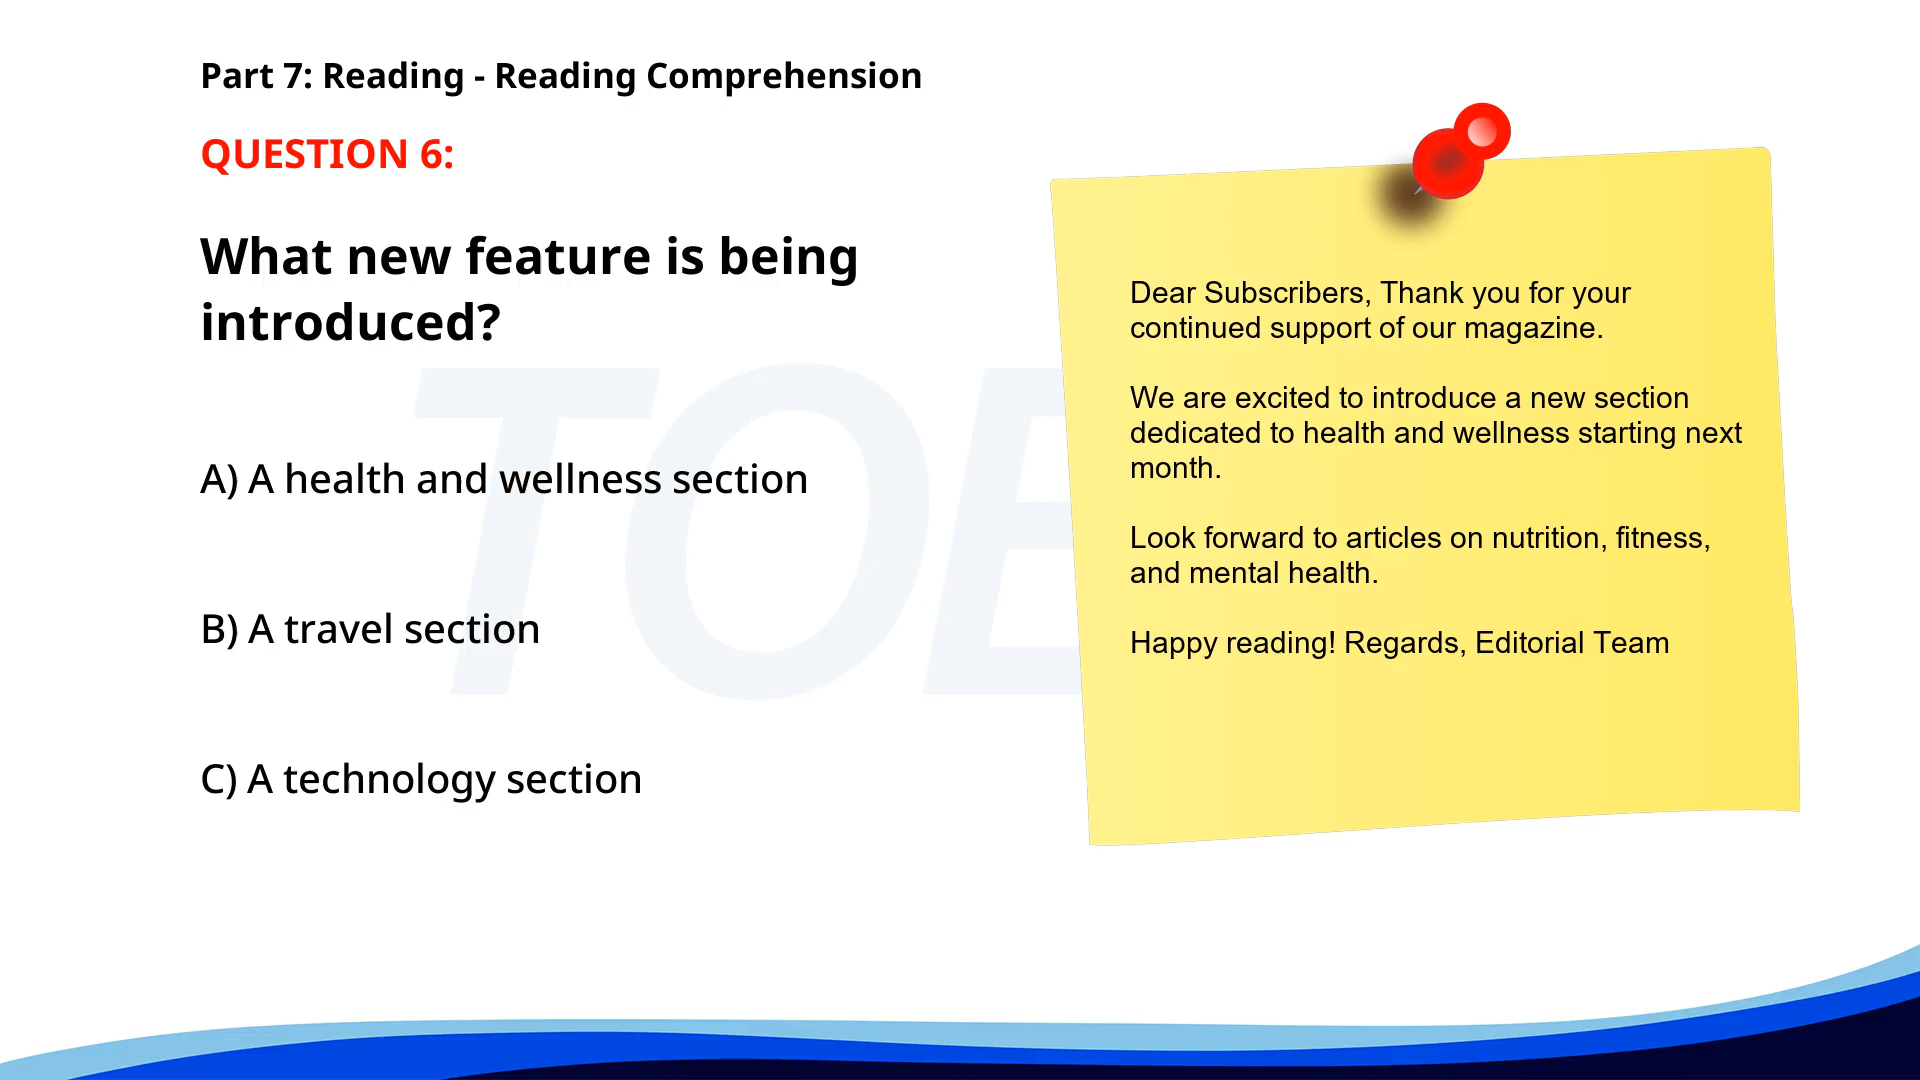 Part 7: Reading - Reading Comprehension
QUESTION 6:
What new feature is being
introduced?
A) A health and wellness section
B) A travel section
C) A technology section
Dear Subscribers, Thank you for your
continued support of our magazine.
We are excited to introduce a new section
dedicated to health and wellness starting next
month.
Look forward to articles on nutrition, fitness,
and mental health.
Happy reading! Regards, Editorial Team